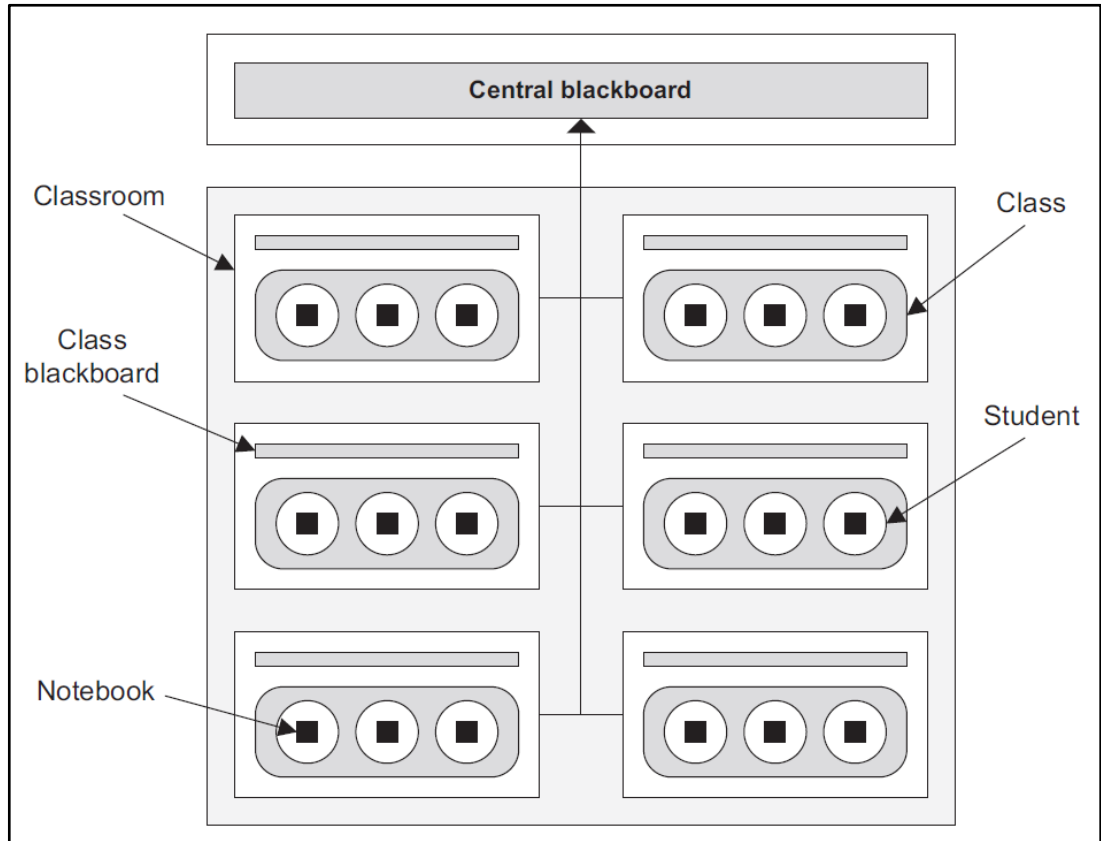 Central blackboard
Classroom
Class
Class
blackboard
Student
Notebook